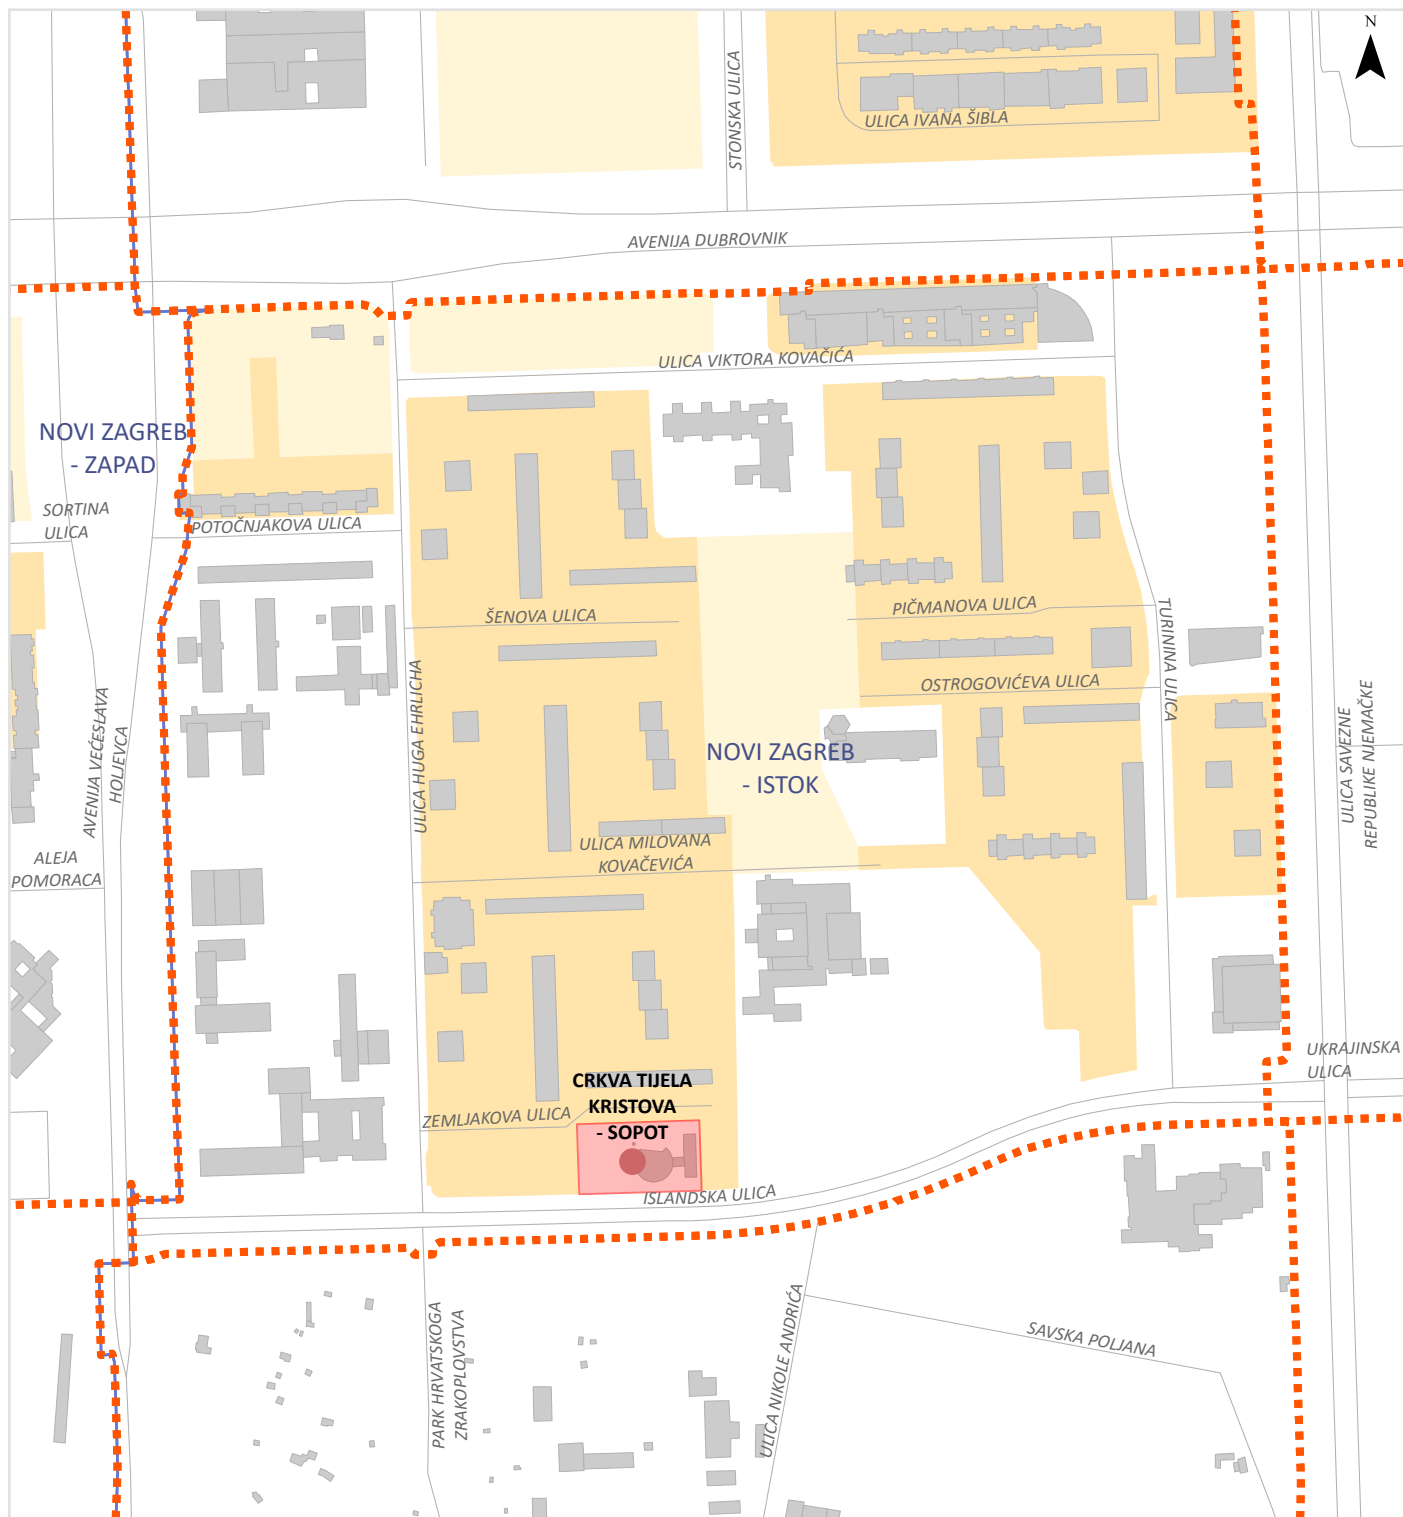 N
STONSKA ULICA
ULICA IVANA ŠIBLA
AVENIJA DUBROVNIK
ULICA VIKTORA KOVAČIĆA
NOVI ZAGREB
- ZAPAD
SORTINA
ULICA
POTOČNJAKOVA ULICA
ŠENOVA ULICA
PIČMANOVA ULICA
TURININA ULICA
OSTROGOVIĆEVA ULICA
ULICA HUGA EHRLICHA
AVENIJA VEĆESLAVA
HOLJEVCA
NOVI ZAGREB
- ISTOK
ULICA SAVEZNE
REPUBLIKE NJEMAČKE
ULICA MILOVANA
KOVAČEVIĆA
ALEJA
POMORACA
UKRAJINSKA
ULICA
CRKVA TIJELA
KRISTOVA
- SOPOT
ZEMLJAKOVA ULICA
ISLANDSKA ULICA
PARK HRVATSKOGA
ZRAKOPLOVSTVA
ULICA NIKOLE ANDRIĆA
SAVSKA POLJANA